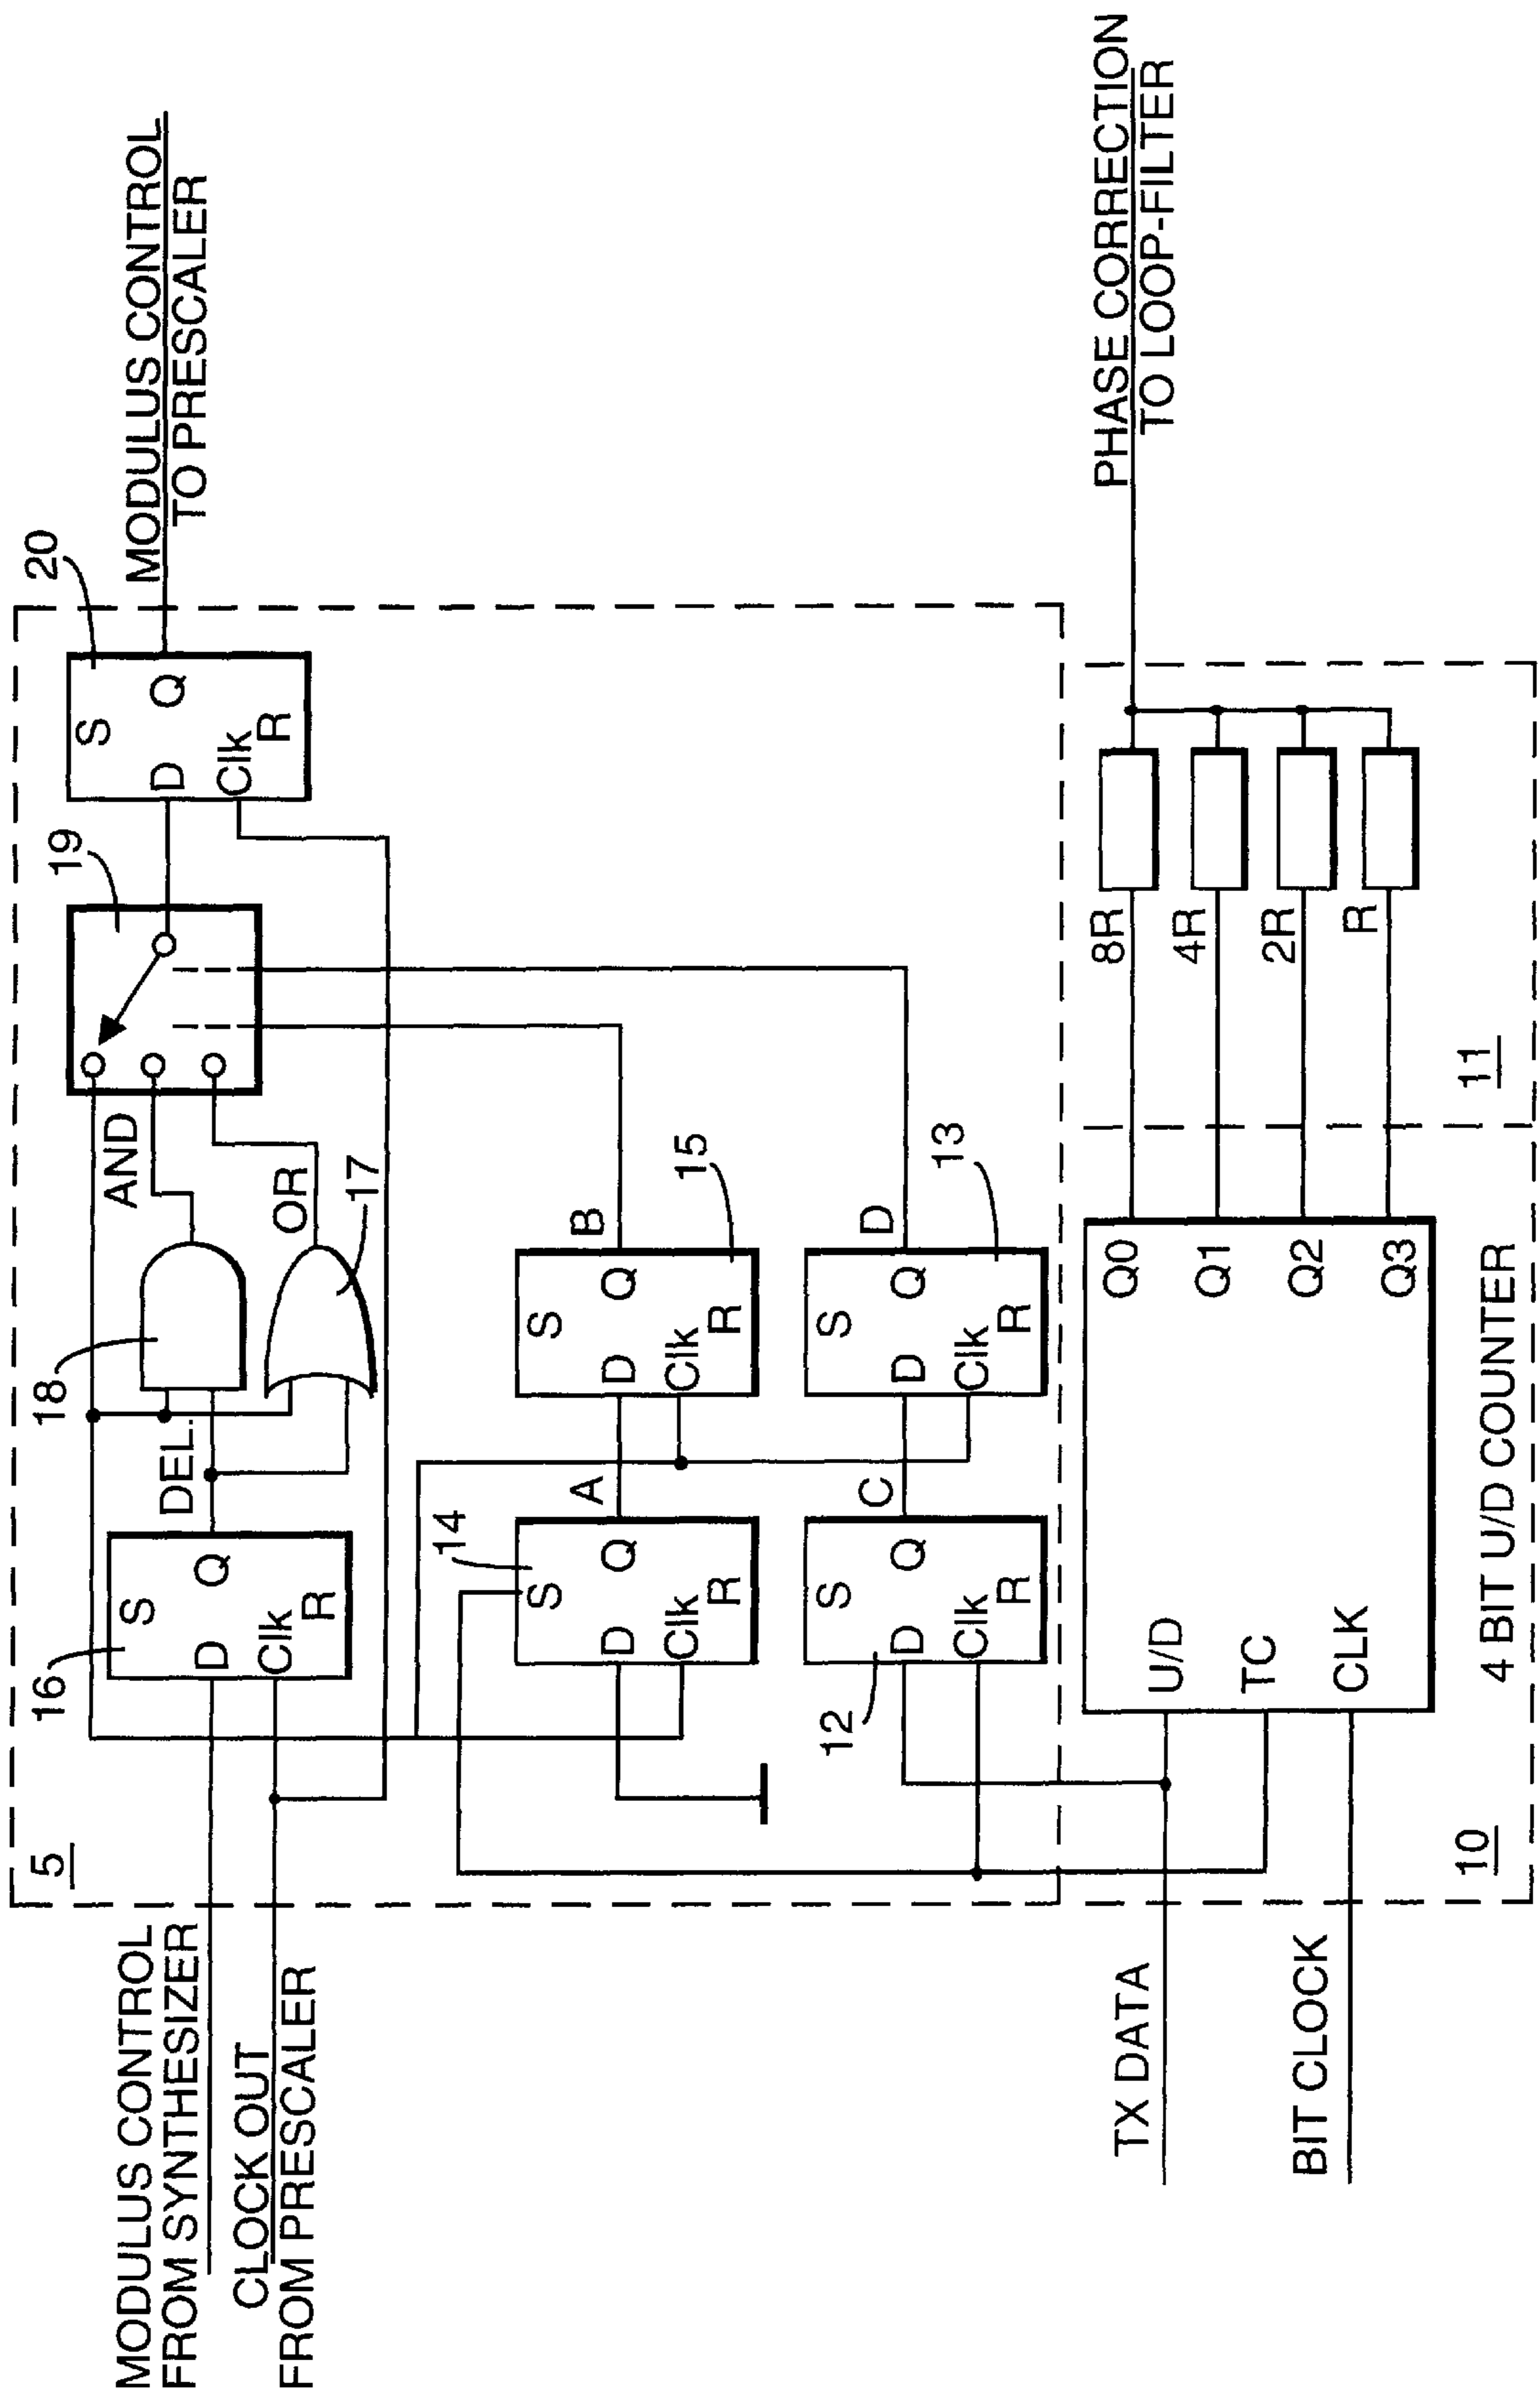 MODULUS CONTROL
FROM SYNTHESIZER
CLOCK OUT
FROM PRESCALER
5
16
S
D
Q
Clk
R
DEL.
18
AND
OR
17
19
20
S
D
Q
Clk
R
MODULUS CONTROL
TO PRESCALER
14
S
D
Q
Clk
R
A
15
S
D
Q
Clk
R
B
12
S
D
Q
Clk
R
C
13
S
D
Q
Clk
R
D
TX DATA
BIT CLOCK
U/D
TC
CLK
Q0
Q1
Q2
Q3
10
4 BIT U/D COUNTER
8R
4R
2R
R
11
PHASE CORRECTION
TO LOOP-FILTER